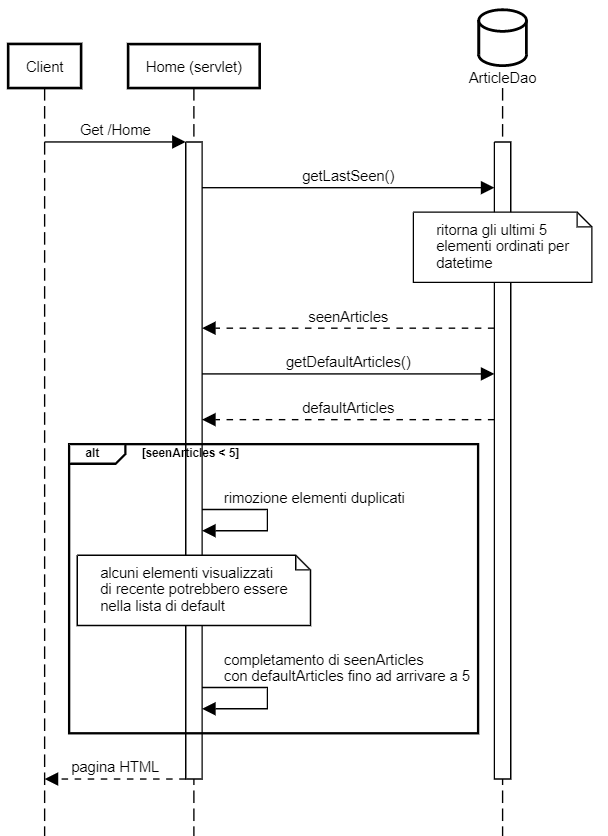 Client
Home (servlet)
ArticleDao
Get /Home
getLastSeen()
ritorna gli ultimi 5
elementi ordinati per
datetime
seenArticles
getDefaultArticles()
defaultArticles
alt
[seenArticles < 5]
rimozione elementi duplicati
alcuni elementi visualizzati
di recente potrebbero essere
nella lista di default
completamento di seenArticles
con defaultArticles fino ad arrivare a 5
pagina HTML